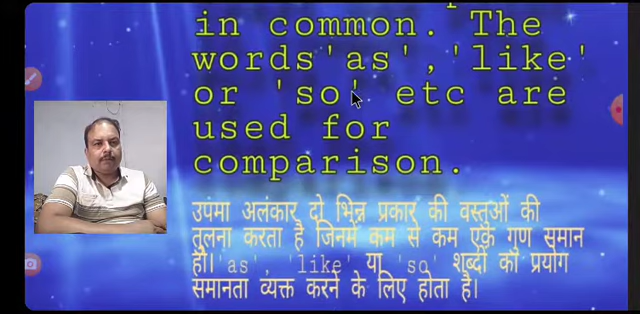 in common. The
words'as','like'
or 'so' etc are
used for
comparison.
उपमा अलंकार दो भिन्न प्रकार की वस्तुओं की
तुलना करता है जिनमें कम से कम एक गुण समान
हो। 'as', 'like' या 'so' शब्दों का प्रयोग
समानता व्यक्त करने के लिए होता है।